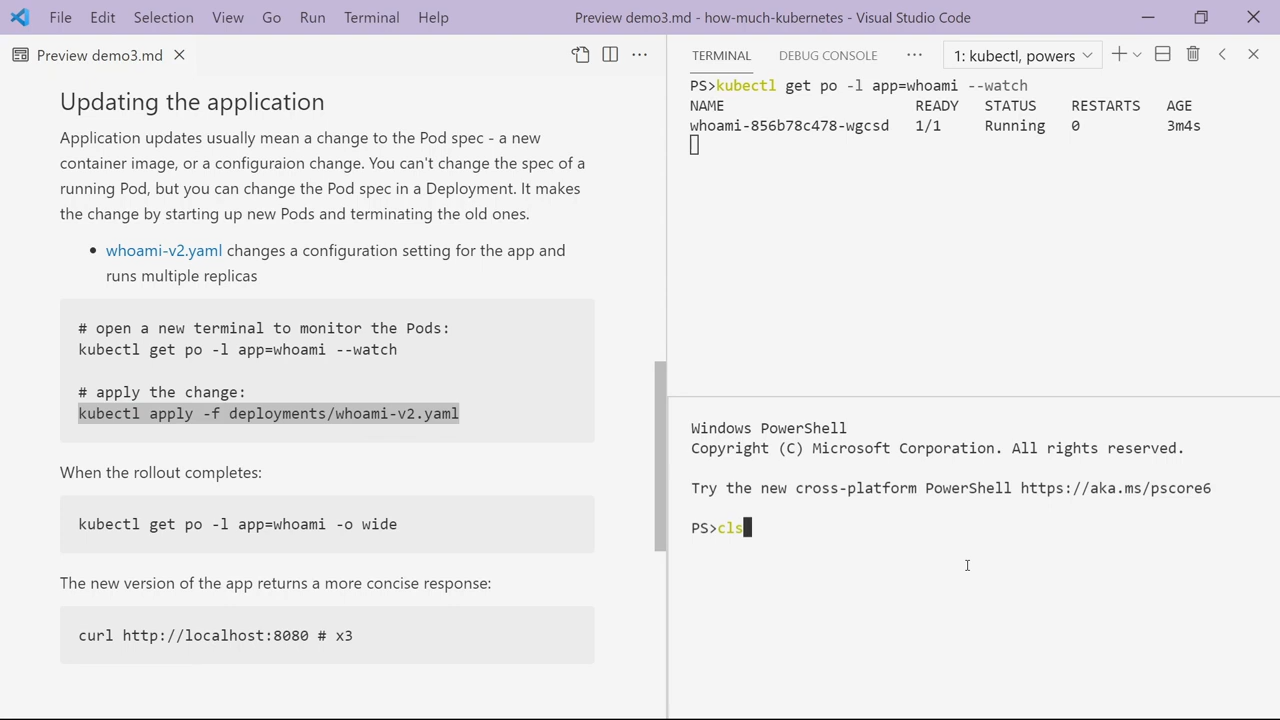 File Edit Selection View Go Run Terminal Help Preview demo3.md - how-much-kubernetes - Visual Studio Code
Preview demo3.md
Updating the application
Application updates usually mean a change to the Pod spec - a new
container image, or a configuraion change. You can't change the spec of a
running Pod, but you can change the Pod spec in a Deployment. It makes
the change by starting up new Pods and terminating the old ones.
whoami-v2.yaml changes a configuration setting for the app and
runs multiple replicas
# open a new terminal to monitor the Pods:
kubectl get po -l app=whoami --watch
# apply the change:
kubectl apply -f deployments/whoami-v2.yaml
When the rollout completes:
kubectl get po -l app=whoami -o wide
The new version of the app returns a more concise response:
curl http://localhost:8080 # x3
TERMINAL DEBUG CONSOLE ··· 1: kubectl, powers
PS>kubectl get po -l app=whoami --watch
NAME READY STATUS RESTARTS AGE
whoami-856b78c478-wgcsd 1/1 Running 0 3m4s
Windows PowerShell
Copyright (C) Microsoft Corporation. All rights reserved.
Try the new cross-platform PowerShell https://aka.ms/pscore6
PS>cls